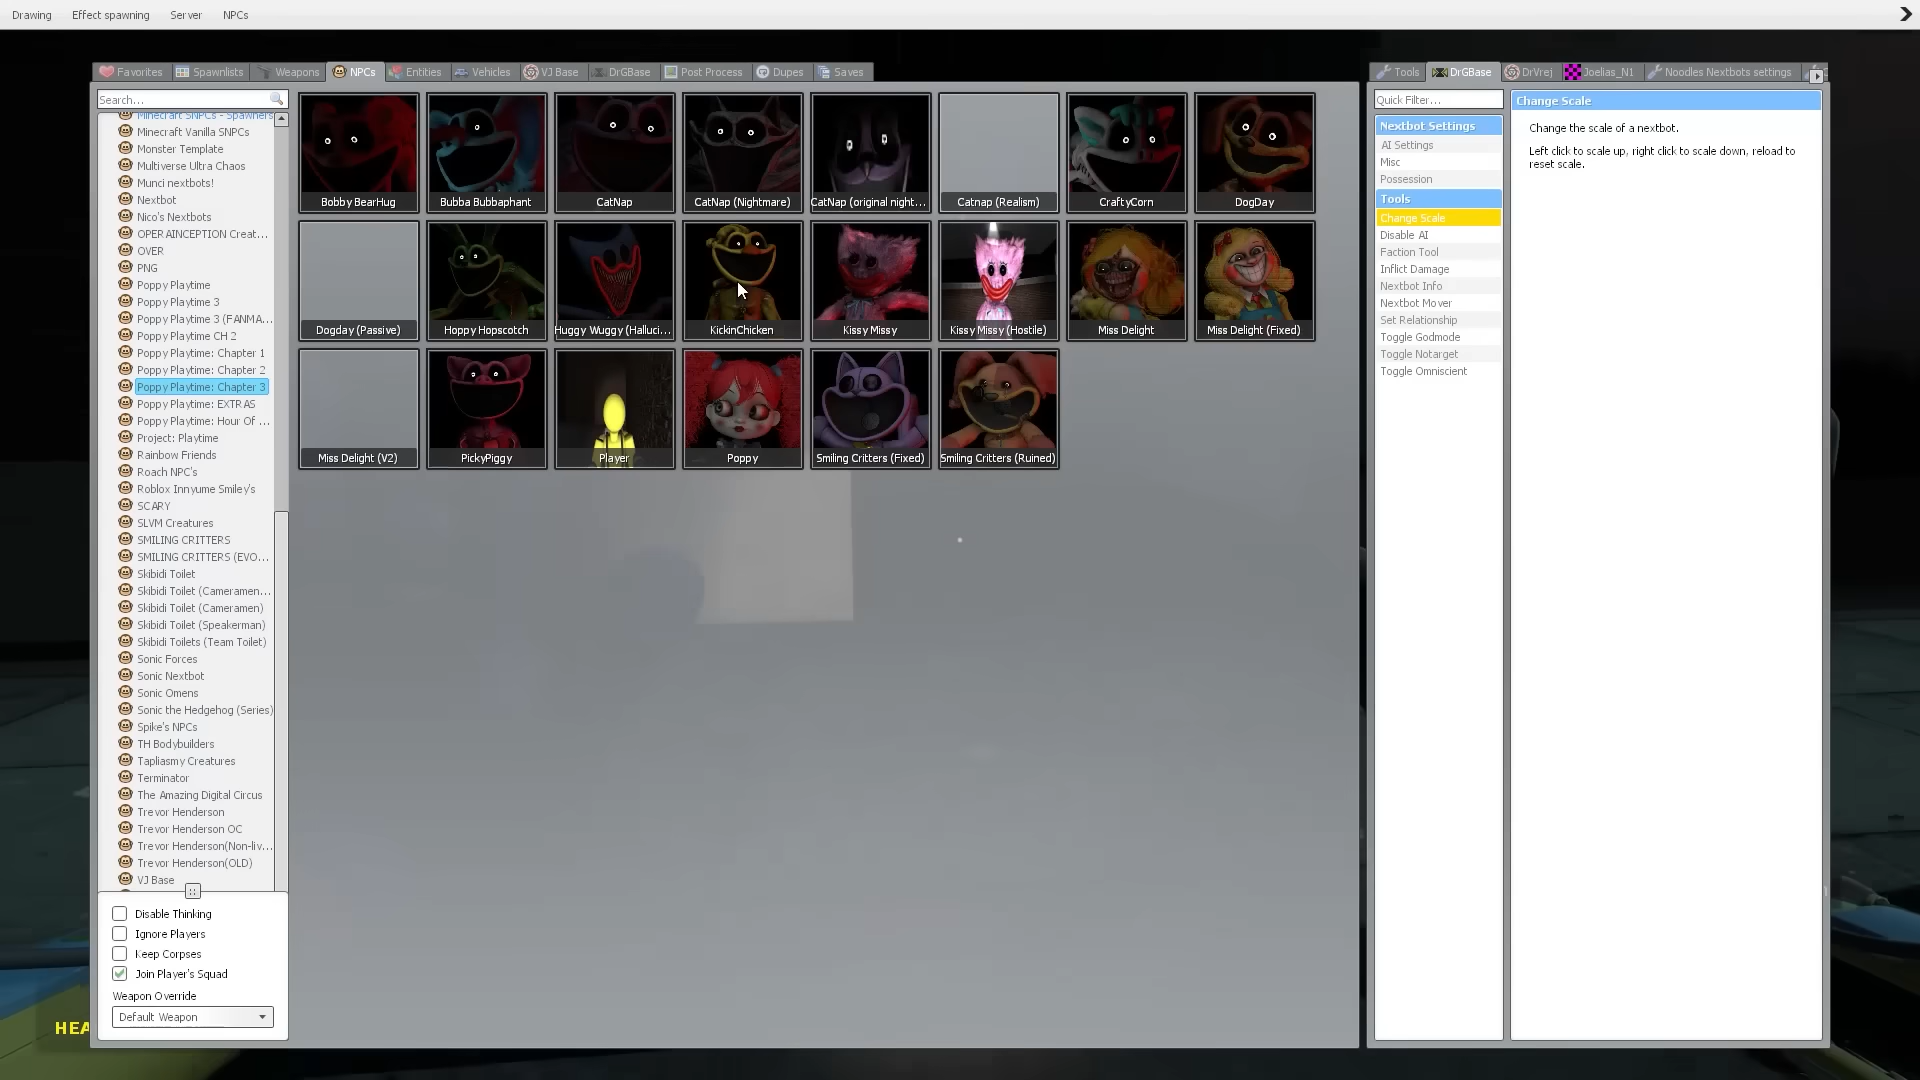 Drawing Effect spawning Server NPCs
Favorites Spawnlists Weapons NPCs Entities Vehicles VJ Base DrGBase Post Process Dupes Saves
Search...
Minecraft SNPCs - Spawners
Minecraft Vanilla SNPCs
Monster Template
Multiverse Ultra Chaos
Munci nextbots!
Nextbot
Nico's Nextbots
OPERAINCEPTION Creat...
OVER
PNG
Poppy Playtime
Poppy Playtime 3
Poppy Playtime 3 (FANMA...
Poppy Playtime CH 2
Poppy Playtime: Chapter 1
Poppy Playtime: Chapter 2
Poppy Playtime: Chapter 3
Poppy Playtime: EXTRAS
Poppy Playtime: Hour Of ...
Project: Playtime
Rainbow Friends
Roach NPC's
Roblox Innyume Smiley's
SCARY
SLVM Creatures
SMILING CRITTERS
SMILING CRITTERS (EVO...
Skibidi Toilet
Skibidi Toilet (Cameramen...
Skibidi Toilet (Cameramen)
Skibidi Toilet (Speakerman)
Skibidi Toilets (Team Toilet)
Sonic Forces
Sonic Nextbot
Sonic Omens
Sonic the Hedgehog (Series)
Spike's NPCs
TH Bodybuilders
Tapliasmy Creatures
Terminator
The Amazing Digital Circus
Trevor Henderson
Trevor Henderson OC
Trevor Henderson(Non-liv...
Trevor Henderson(OLD)
VJ Base
Disable Thinking
Ignore Players
Keep Corpses
Join Player's Squad
Weapon Override
Default Weapon
HEA
Bobby BearHug Bubba Bubbaphant CatNap CatNap (Nightmare) CatNap (original night... Catnap (Realism) CraftyCorn DogDay
Dogday (Passive) Hoppy Hopscotch Huggy Wuggy (Halluci... KickinChicken Kissy Missy Kissy Missy (Hostile) Miss Delight Miss Delight (Fixed)
Miss Delight (V2) PickyPiggy Player Poppy Smiling Critters (Fixed) Smiling Critters (Ruined)
Tools DrGBase DrVrej Joelias_N1 Noodles Nextbots settings
Quick Filter...
Nextbot Settings
AI Settings
Misc
Possession
Tools
Change Scale
Disable AI
Faction Tool
Inflict Damage
Nextbot Info
Nextbot Mover
Set Relationship
Toggle Godmode
Toggle Notarget
Toggle Omniscient
Change Scale
Change the scale of a nextbot.
Left click to scale up, right click to scale down, reload to
reset scale.